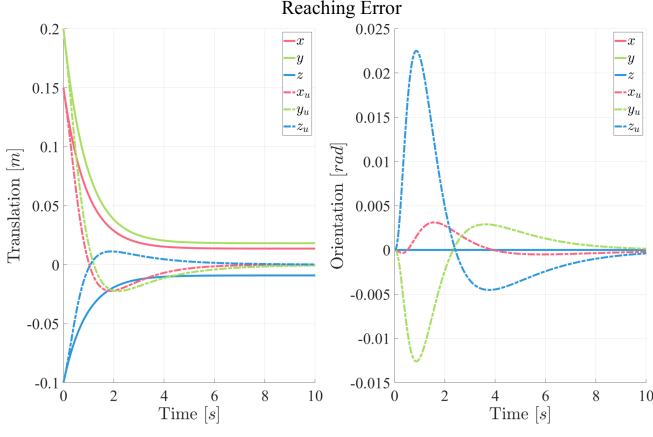 Reaching Error
Translation [m]
0.2
0.15
0.1
0.05
0
-0.05
-0.1
0 2 4 6 8 10
Time [s]
x
y
z
x_u
y_u
z_u
Orientation [rad]
0.025
0.02
0.015
0.01
0.005
0
-0.005
-0.01
-0.015
0 2 4 6 8 10
Time [s]
x
y
z
x_u
y_u
z_u